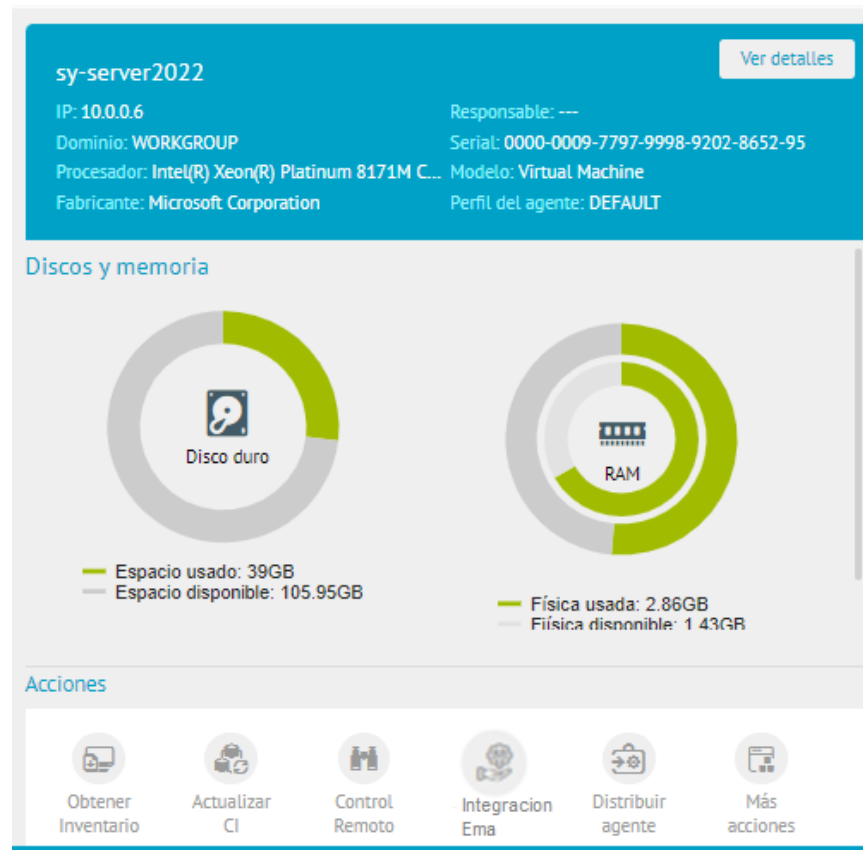 sy-server2022
Ver detalles
IP: 10.0.0.6
Responsable: ---
Dominio: WORKGROUP
Serial: 0000-0009-7797-9998-9202-8652-95
Procesador: Intel(R) Xeon(R) Platinum 8171M C...
Modelo: Virtual Machine
Fabricante: Microsoft Corporation
Perfil del agente: DEFAULT
Discos y memoria
Disco duro
RAM
Espacio usado: 39GB
Espacio disponible: 105.95GB
Física usada: 2.86GB
Fiísica disponible: 1.43GB
Acciones
Obtener
Inventario
Actualizar
CI
Control
Remoto
Integracion
Ema
Distribuir
agente
Más
acciones